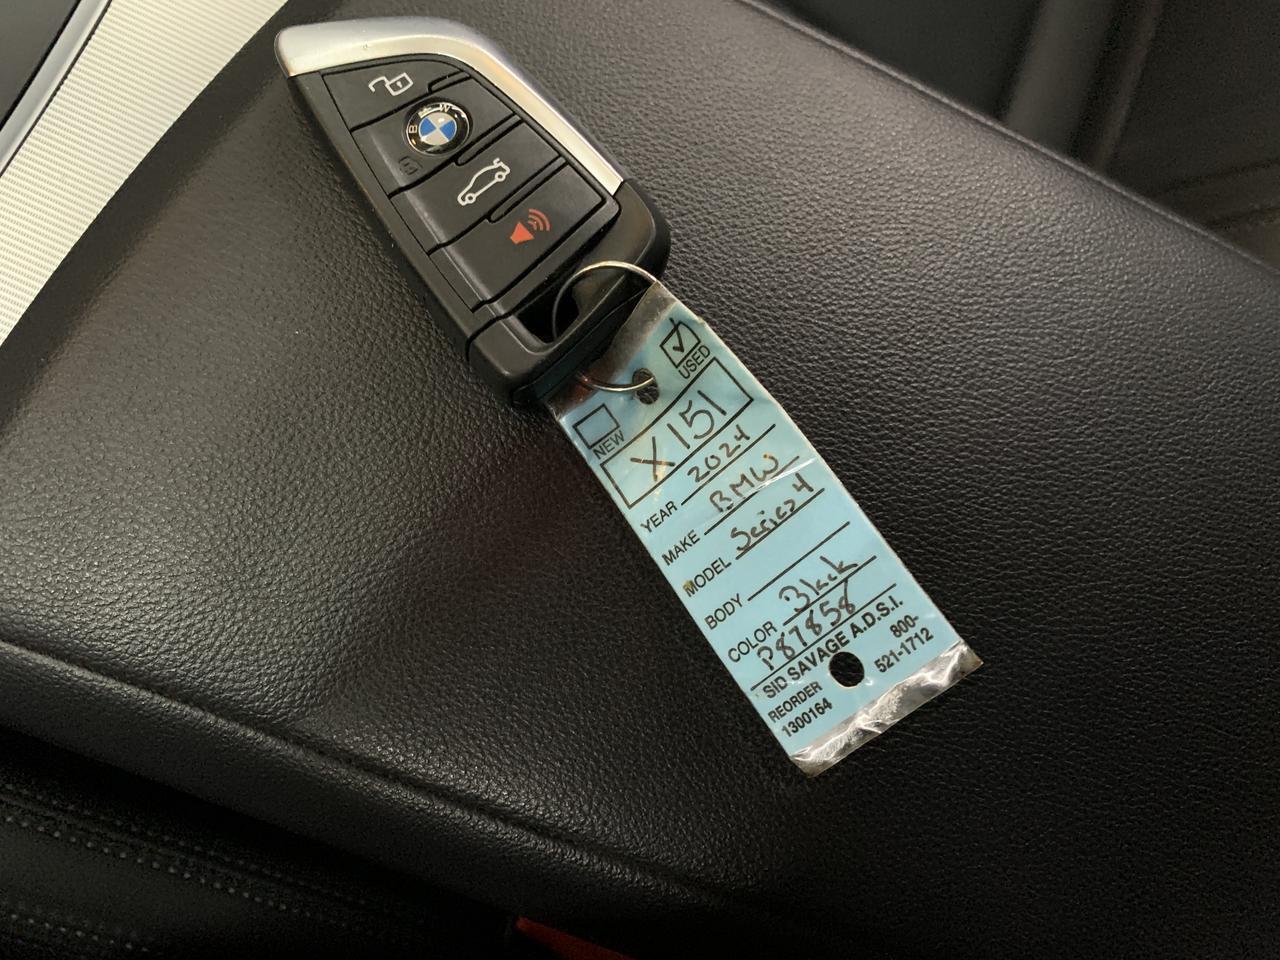 BMW
USED
NEW
X151
YEAR 2024
MAKE BMW
MODEL Series 4
BODY
COLOR Blck
P87858
SID SAVAGE A.D.S.I.
REORDER 800-
1300164 521-1712